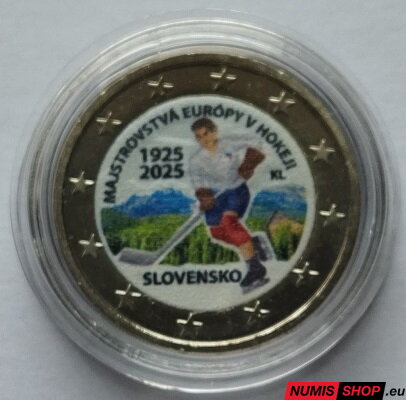 MAJSTROVSTVÁ EURÓPY V HOKEJI
1925
2025
KL
SLOVENSKO
NUMIS SHOP.eu